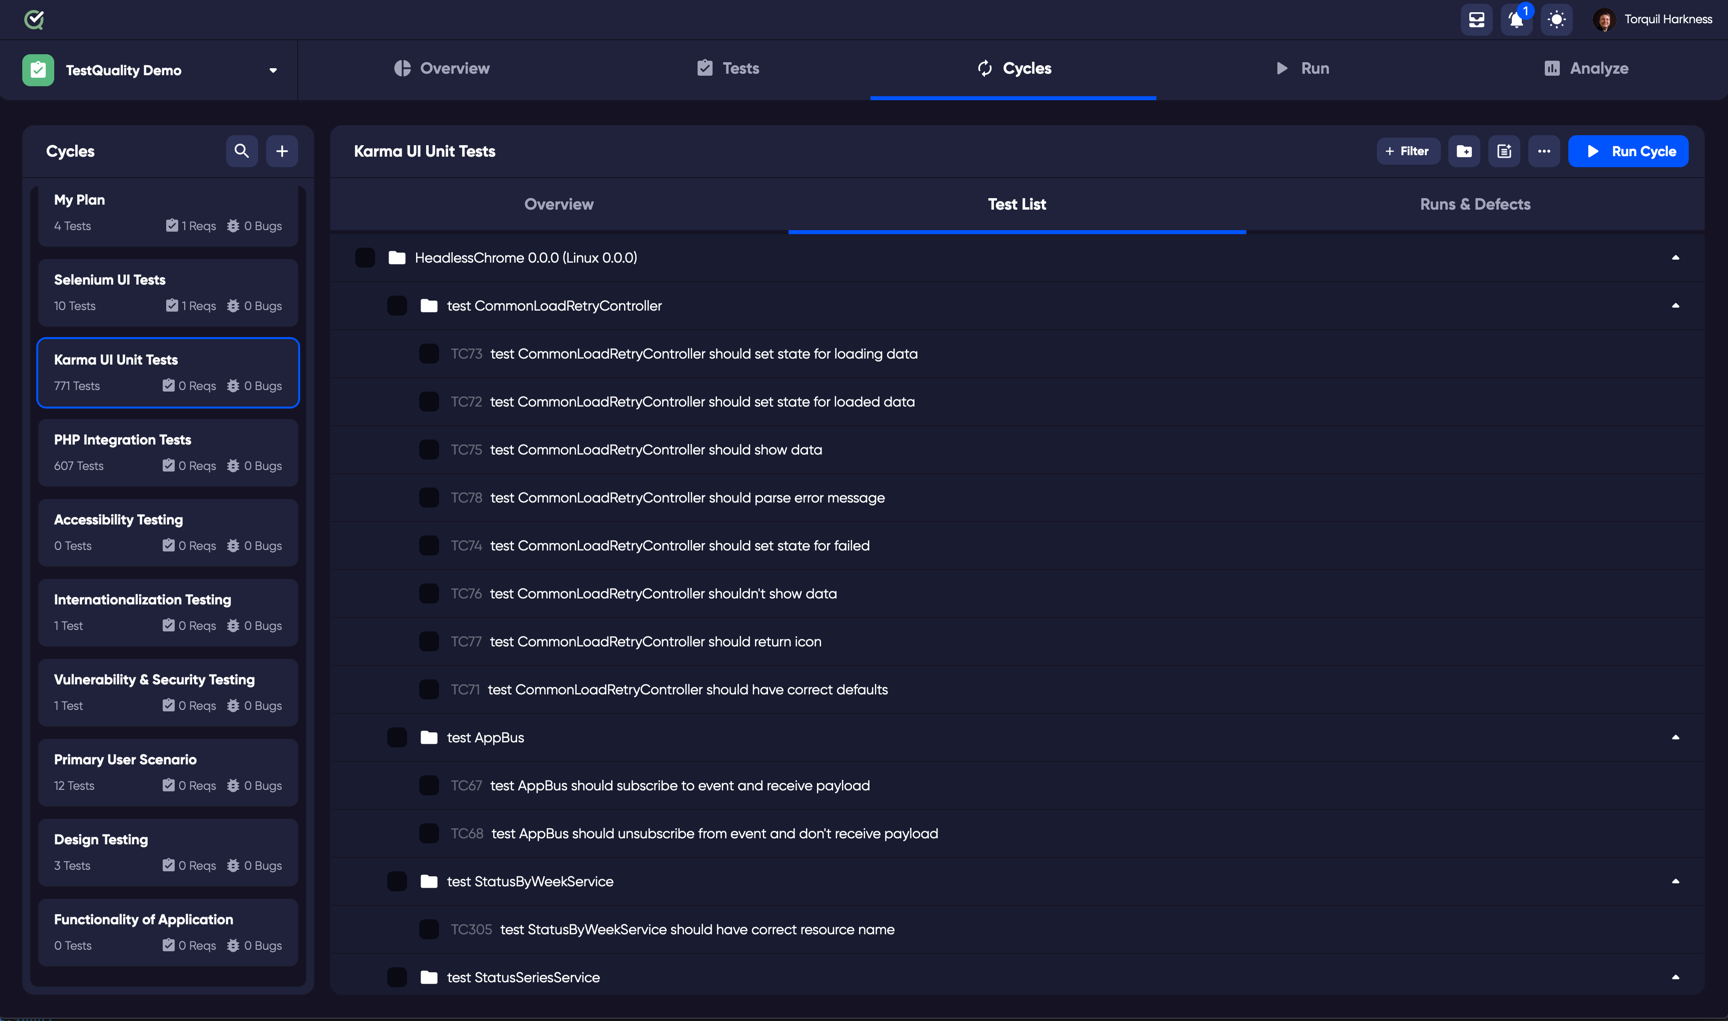 1
Torquil Harkness
TestQuality Demo
Overview
Tests
Cycles
Run
Analyze
Cycles
My Plan
4 Tests 1 Reqs 0 Bugs
Selenium UI Tests
10 Tests 1 Reqs 0 Bugs
Karma UI Unit Tests
771 Tests 0 Reqs 0 Bugs
PHP Integration Tests
607 Tests 0 Reqs 0 Bugs
Accessibility Testing
0 Tests 0 Reqs 0 Bugs
Internationalization Testing
1 Test 0 Reqs 0 Bugs
Vulnerability & Security Testing
1 Test 0 Reqs 0 Bugs
Primary User Scenario
12 Tests 0 Reqs 0 Bugs
Design Testing
3 Tests 0 Reqs 0 Bugs
Functionality of Application
0 Tests 0 Reqs 0 Bugs
Karma UI Unit Tests
+ Filter
Run Cycle
Overview
Test List
Runs & Defects
HeadlessChrome 0.0.0 (Linux 0.0.0)
test CommonLoadRetryController
TC73 test CommonLoadRetryController should set state for loading data
TC72 test CommonLoadRetryController should set state for loaded data
TC75 test CommonLoadRetryController should show data
TC78 test CommonLoadRetryController should parse error message
TC74 test CommonLoadRetryController should set state for failed
TC76 test CommonLoadRetryController shouldn't show data
TC77 test CommonLoadRetryController should return icon
TC71 test CommonLoadRetryController should have correct defaults
test AppBus
TC67 test AppBus should subscribe to event and receive payload
TC68 test AppBus should unsubscribe from event and don't receive payload
test StatusByWeekService
TC305 test StatusByWeekService should have correct resource name
test StatusSeriesService